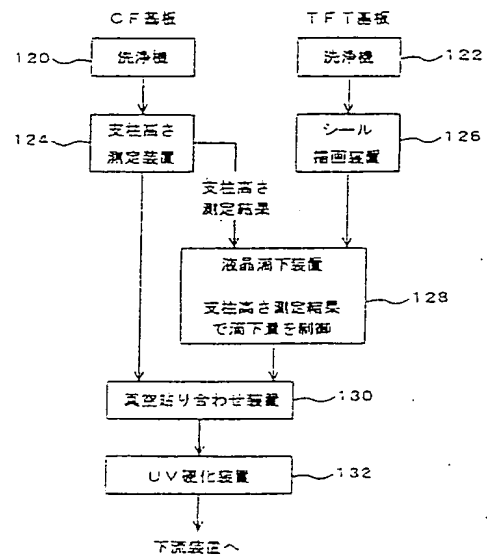 CF基板
TFT基板
120
洗浄機
洗浄機
122
124
支柱高さ
測定装置
シール
描画装置
126
支柱高さ
測定結果
液晶滴下装置
支柱高さ測定結果
で滴下量を制御
128
真空貼り合わせ装置
130
UV硬化装置
132
下流装置へ